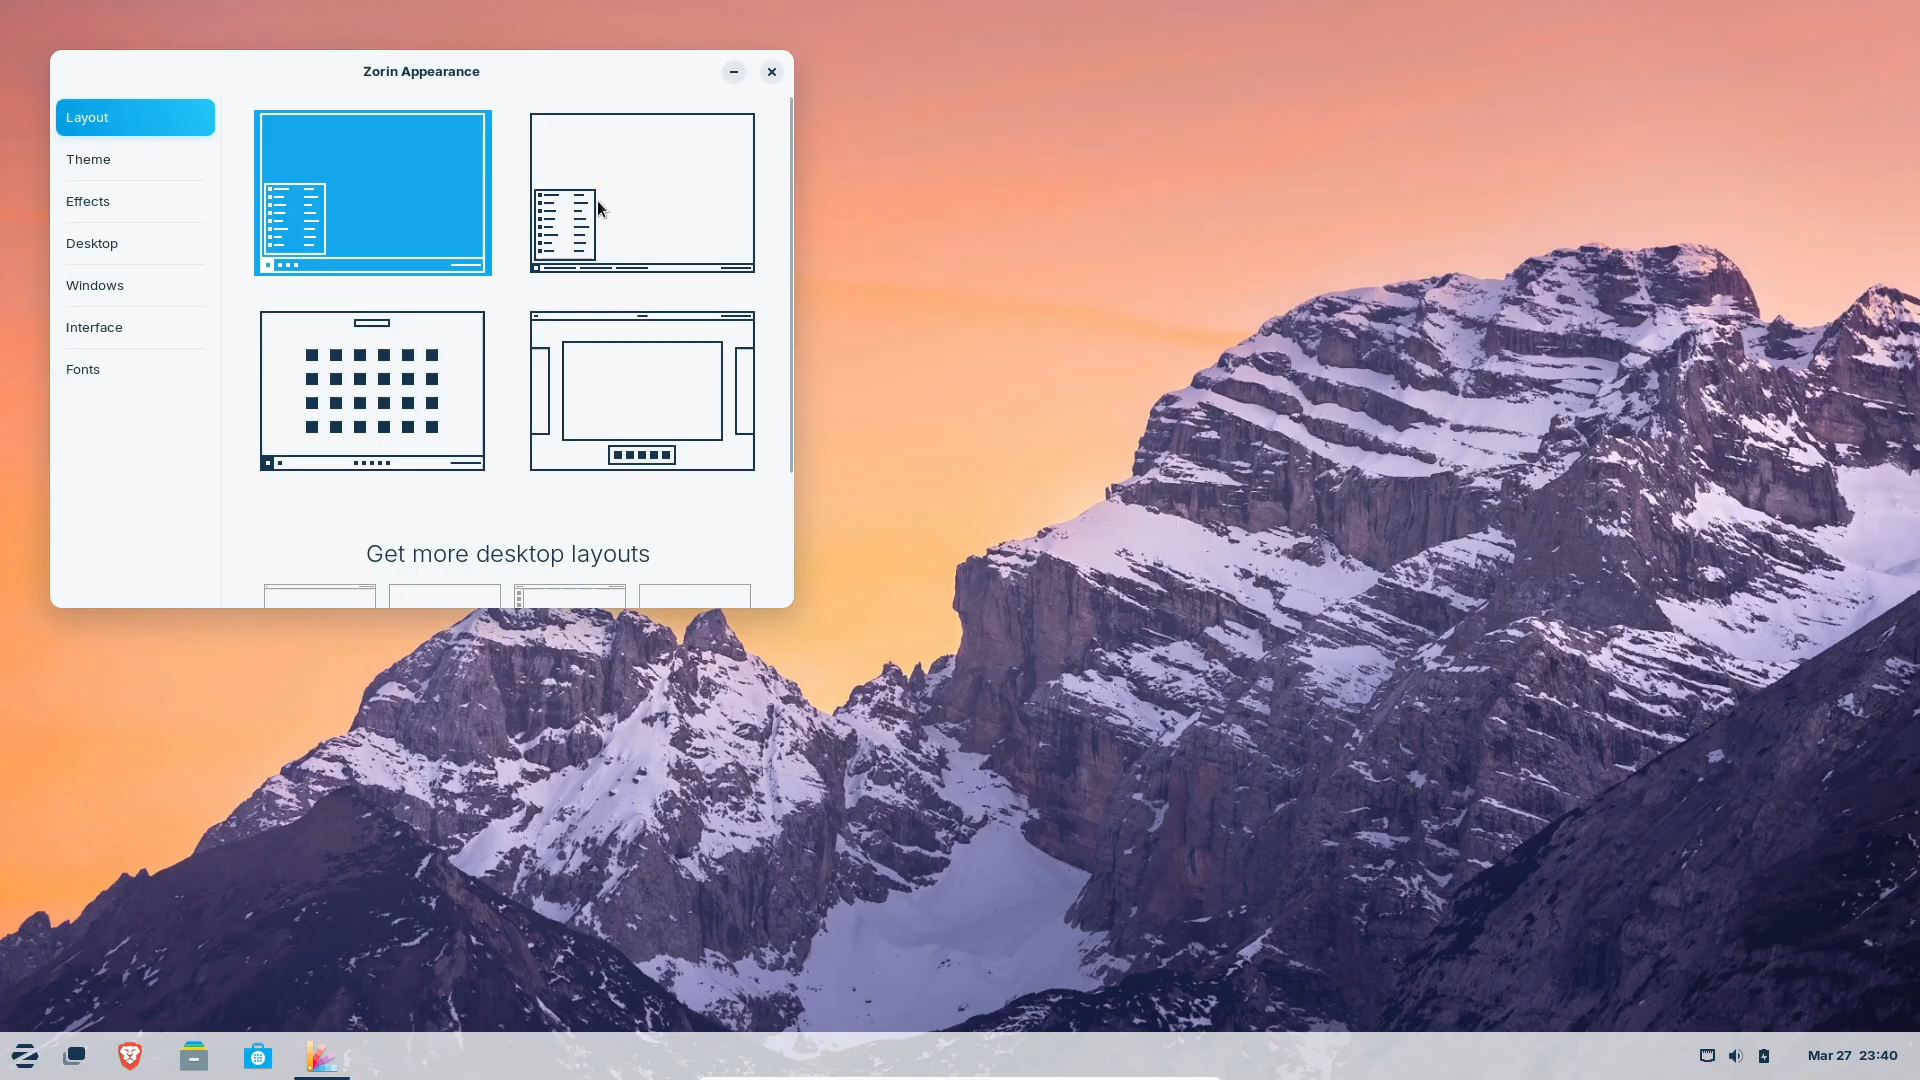 Zorin Appearance
Layout
Theme
Effects
Desktop
Windows
Interface
Fonts
Get more desktop layouts
Mar 27 23:40